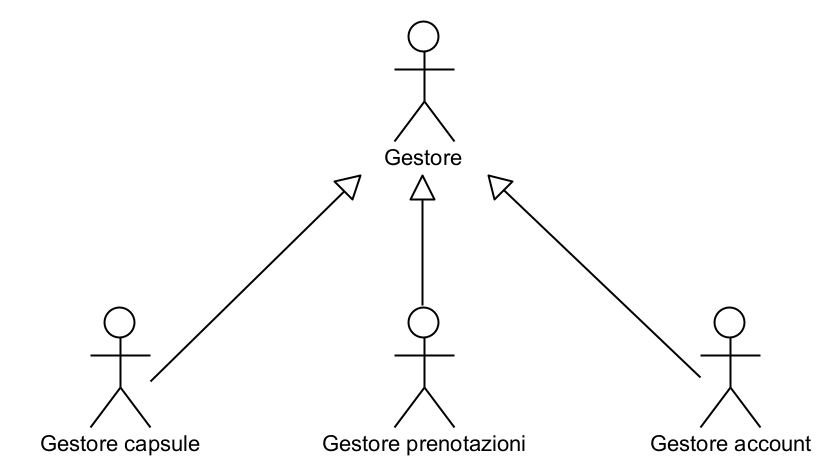 Gestore
Gestore capsule
Gestore prenotazioni
Gestore account